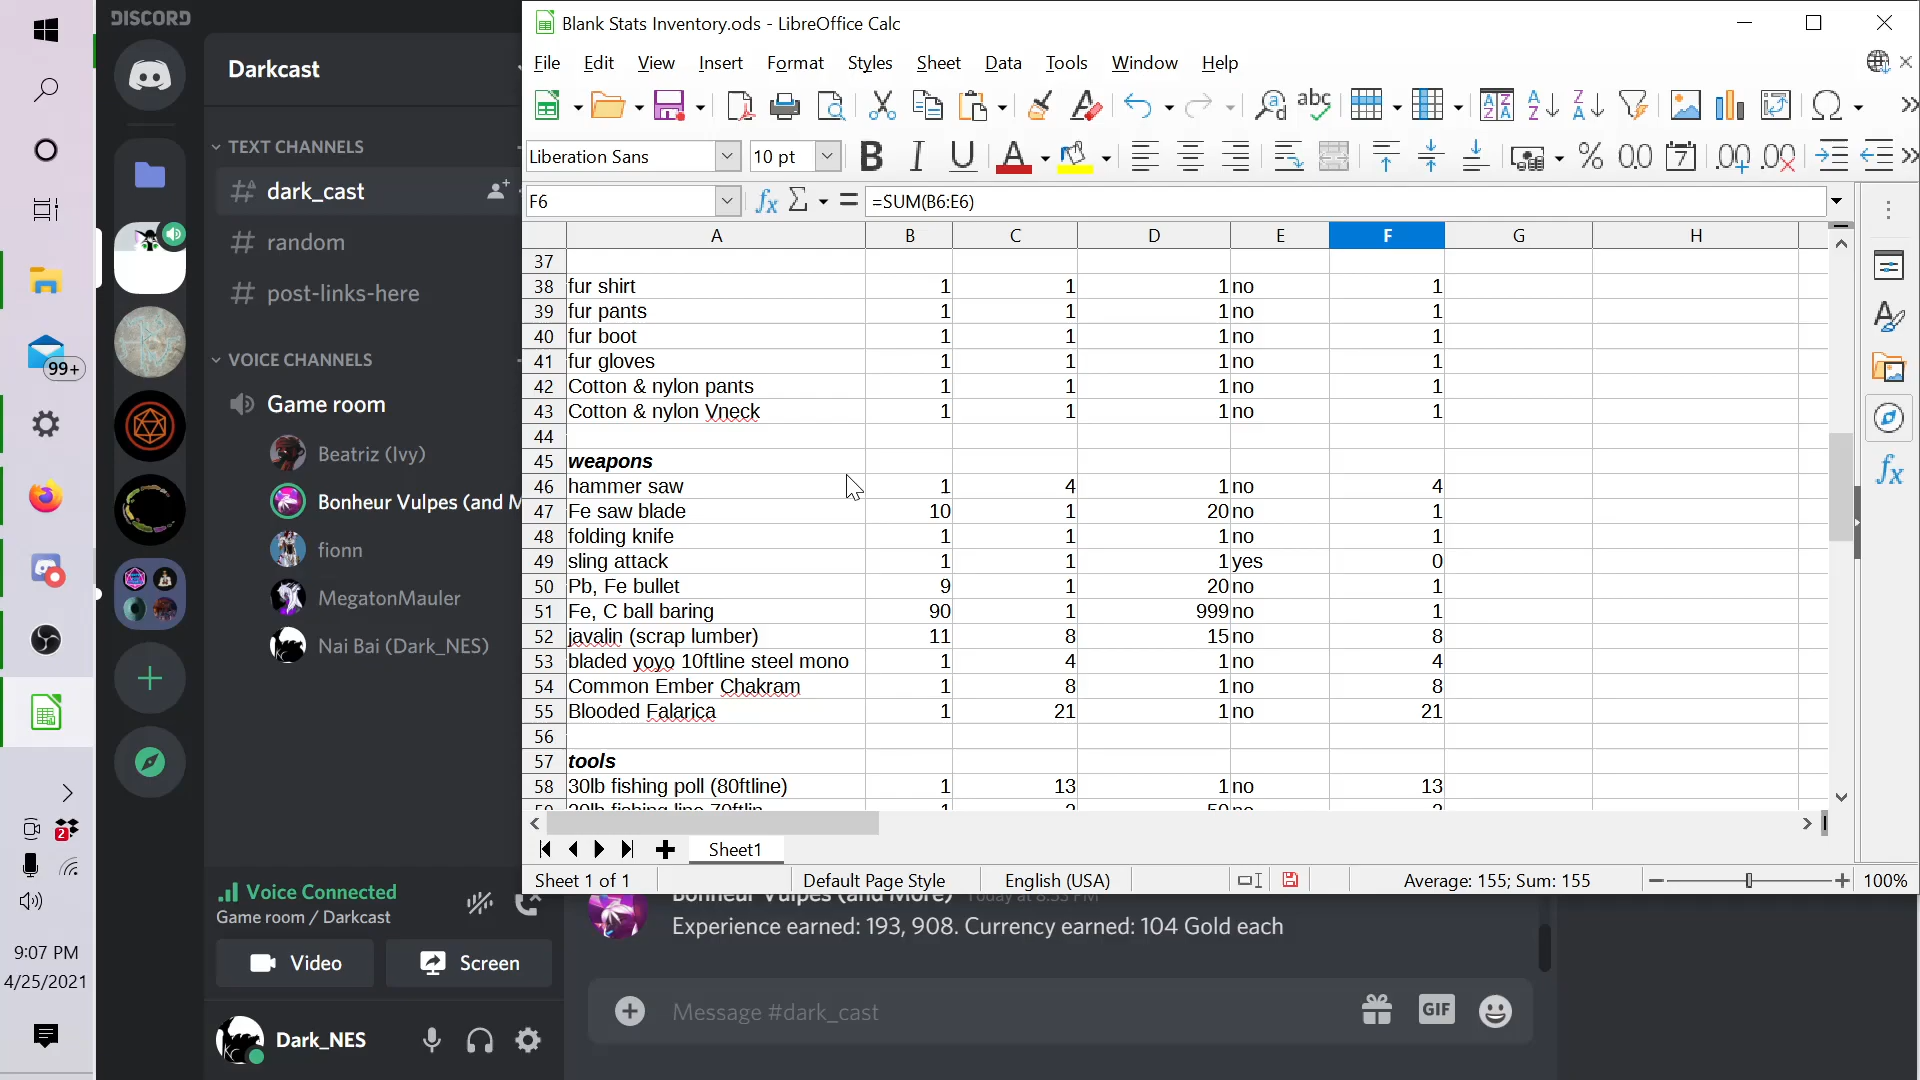 DISCORD
Darkcast
TEXT CHANNELS
dark_cast
random
post-links-here
VOICE CHANNELS
Game room
Beatriz (Ivy)
Bonheur Vulpes (and M
fionn
MegatonMauler
Nai Bai (Dark_NES)
Voice Connected
Game room / Darkcast
Video
Screen
Dark_NES
99+
2
9:07 PM
4/25/2021
Blank Stats Inventory.ods - LibreOffice Calc
File Edit View Insert Format Styles Sheet Data Tools Window Help
Liberation Sans 10 pt
F6 =SUM(B6:E6)
A B C D E F G H
37
38 fur shirt 1 1 1 no 1
39 fur pants 1 1 1 no 1
40 fur boot 1 1 1 no 1
41 fur gloves 1 1 1 no 1
42 Cotton & nylon pants 1 1 1 no 1
43 Cotton & nylon Vneck 1 1 1 no 1
44
45 weapons
46 hammer saw 1 4 1 no 4
47 Fe saw blade 10 1 20 no 1
48 folding knife 1 1 1 no 1
49 sling attack 1 1 1 yes 0
50 Pb, Fe bullet 9 1 20 no 1
51 Fe, C ball baring 90 1 999 no 1
52 javalin (scrap lumber) 11 8 15 no 8
53 bladed yoyo 10ftline steel mono 1 4 1 no 4
54 Common Ember Chakram 1 8 1 no 8
55 Blooded Falarica 1 21 1 no 21
56
57 tools
58 30lb fishing poll (80ftline) 1 13 1 no 13
Sheet1
Sheet 1 of 1 Default Page Style English (USA) Average: 155; Sum: 155 100%
Bonheur Vulpes (and More)
Experience earned: 193, 908. Currency earned: 104 Gold each
Message #dark_cast
GIF